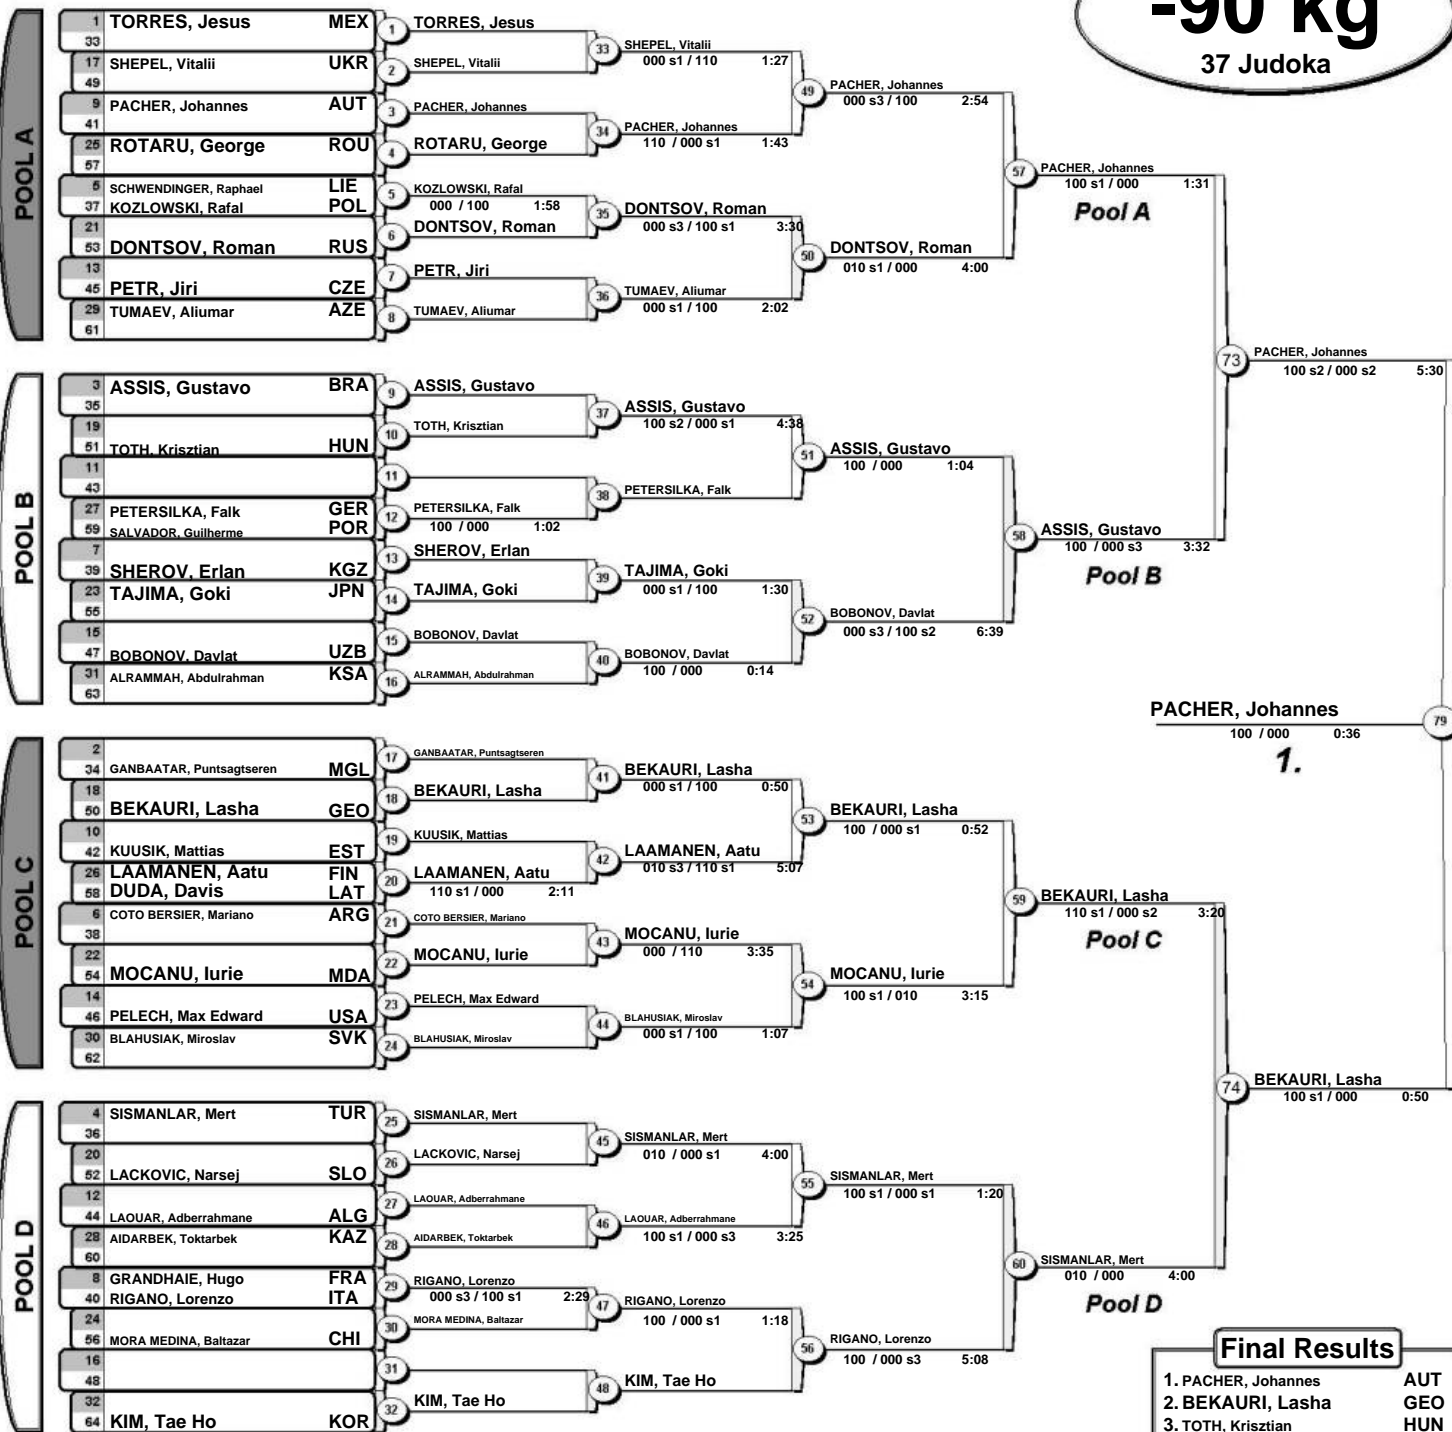 -90 kg
37 Judoka
POOL A
1 TORRES, Jesus MEX
33
17 SHEPEL, Vitalii UKR
49
9 PACHER, Johannes AUT
41
25 ROTARU, George ROU
57
5 SCHWENDINGER, Raphael LIE
37 KOZLOWSKI, Rafal POL
21
53 DONTSOV, Roman RUS
13
45 PETR, Jiri CZE
29 TUMAEV, Aliumar AZE
61
1 TORRES, Jesus
2 SHEPEL, Vitalii
3 PACHER, Johannes
4 ROTARU, George
5 KOZLOWSKI, Rafal
000 / 100 1:58
6 DONTSOV, Roman
7 PETR, Jiri
8 TUMAEV, Aliumar
33 SHEPEL, Vitalii
000 s1 / 110 1:27
34 PACHER, Johannes
110 / 000 s1 1:43
35 DONTSOV, Roman
000 s3 / 100 s1 3:30
36 TUMAEV, Aliumar
000 s1 / 100 2:02
49 PACHER, Johannes
000 s3 / 100 2:54
50 DONTSOV, Roman
010 s1 / 000 4:00
57 PACHER, Johannes
100 s1 / 000 1:31
Pool A
POOL B
3 ASSIS, Gustavo BRA
35
19
51 TOTH, Krisztian HUN
11
43
27 PETERSILKA, Falk GER
59 SALVADOR, Guilherme POR
7
39 SHEROV, Erlan KGZ
23 TAJIMA, Goki JPN
55
15
47 BOBONOV, Davlat UZB
31 ALRAMMAH, Abdulrahman KSA
63
9 ASSIS, Gustavo
10 TOTH, Krisztian
11
12 PETERSILKA, Falk
100 / 000 1:02
13 SHEROV, Erlan
14 TAJIMA, Goki
15 BOBONOV, Davlat
16 ALRAMMAH, Abdulrahman
37 ASSIS, Gustavo
100 s2 / 000 s1 4:38
38 PETERSILKA, Falk
39 TAJIMA, Goki
000 s1 / 100 1:30
40 BOBONOV, Davlat
100 / 000 0:14
51 ASSIS, Gustavo
100 / 000 1:04
52 BOBONOV, Davlat
000 s3 / 100 s2 6:39
58 ASSIS, Gustavo
100 / 000 s3 3:32
Pool B
73 PACHER, Johannes
100 s2 / 000 s2 5:30
PACHER, Johannes 79
100 / 000 0:36
1.
POOL C
2
34 GANBAATAR, Puntsagtseren MGL
18
50 BEKAURI, Lasha GEO
10
42 KUUSIK, Mattias EST
26 LAAMANEN, Aatu FIN
58 DUDA, Davis LAT
6 COTO BERSIER, Mariano ARG
38
22
54 MOCANU, Iurie MDA
14
46 PELECH, Max Edward USA
30 BLAHUSIAK, Miroslav SVK
62
17 GANBAATAR, Puntsagtseren
18 BEKAURI, Lasha
19 KUUSIK, Mattias
20 LAAMANEN, Aatu
110 s1 / 000 2:11
21 COTO BERSIER, Mariano
22 MOCANU, Iurie
23 PELECH, Max Edward
24 BLAHUSIAK, Miroslav
41 BEKAURI, Lasha
000 s1 / 100 0:50
42 LAAMANEN, Aatu
010 s3 / 110 s1 5:07
43 MOCANU, Iurie
000 / 110 3:35
44 BLAHUSIAK, Miroslav
000 s1 / 100 1:07
53 BEKAURI, Lasha
100 / 000 s1 0:52
54 MOCANU, Iurie
100 s1 / 010 3:15
59 BEKAURI, Lasha
110 s1 / 000 s2 3:20
Pool C
POOL D
4 SISMANLAR, Mert TUR
36
20
52 LACKOVIC, Narsej SLO
12
44 LAOUAR, Adberrahmane ALG
28 AIDARBEK, Toktarbek KAZ
60
8 GRANDHAIE, Hugo FRA
40 RIGANO, Lorenzo ITA
24
56 MORA MEDINA, Baltazar CHI
16
48
32
64 KIM, Tae Ho KOR
25 SISMANLAR, Mert
26 LACKOVIC, Narsej
27 LAOUAR, Adberrahmane
28 AIDARBEK, Toktarbek
29 RIGANO, Lorenzo
000 s3 / 100 s1 2:29
30 MORA MEDINA, Baltazar
31
32 KIM, Tae Ho
45 SISMANLAR, Mert
010 / 000 s1 4:00
46 LAOUAR, Adberrahmane
100 s1 / 000 s3 3:25
47 RIGANO, Lorenzo
100 / 000 s1 1:18
48 KIM, Tae Ho
55 SISMANLAR, Mert
100 s1 / 000 s1 1:20
56 RIGANO, Lorenzo
100 / 000 s3 5:08
60 SISMANLAR, Mert
010 / 000 4:00
Pool D
74 BEKAURI, Lasha
100 s1 / 000 0:50
Final Results
1. PACHER, Johannes AUT
2. BEKAURI, Lasha GEO
3. TOTH, Krisztian HUN